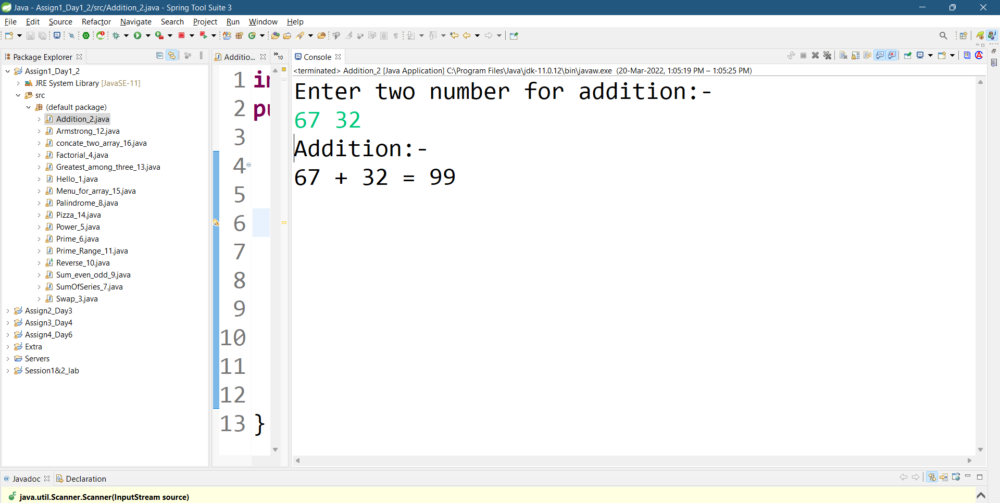 Java - Assign1_Day1_2/src/Addition_2.java - Spring Tool Suite 3
File Edit Source Refactor Navigate Search Project Run Window Help
Package Explorer
Assign1_Day1_2
JRE System Library [JavaSE-11]
src
(default package)
Addition_2.java
Armstrong_12.java
concate_two_array_16.java
Factorial_4.java
Greatest_among_three_13.java
Hello_1.java
Menu_for_array_15.java
Palindrome_8.java
Pizza_14.java
Power_5.java
Prime_6.java
Prime_Range_11.java
Reverse_10.java
Sum_even_odd_9.java
SumOfSeries_7.java
Swap_3.java
Assign2_Day3
Assign3_Day4
Assign4_Day6
Extra
Servers
Session1&2_lab
Additio... »10
1
2 pu
3
4
5
6
7
8
9
10
11
12
13 }
Console
<terminated> Addition_2 [Java Application] C:\Program Files\Java\jdk-11.0.12\bin\javaw.exe (20-Mar-2022, 1:05:19 PM – 1:05:25 PM)
Enter two number for addition:-
67 32
Addition:-
67 + 32 = 99
@ Javadoc Declaration
java.util.Scanner.Scanner(InputStream source)